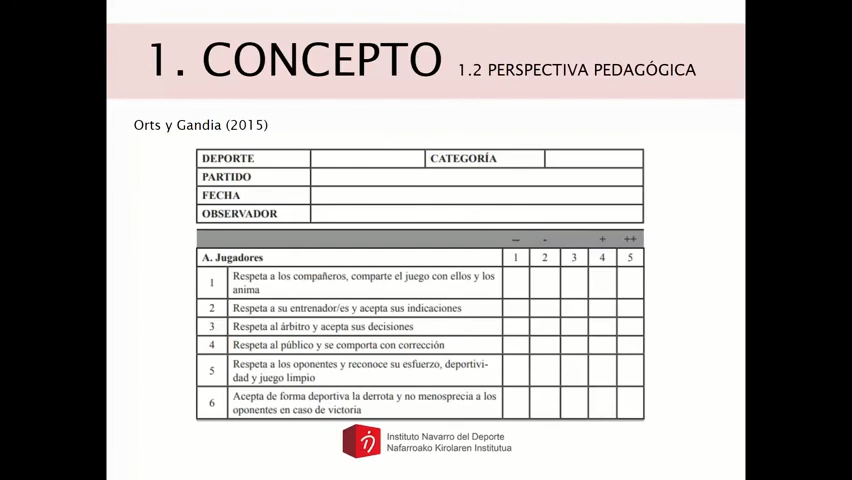 1. CONCEPTO 1.2 PERSPECTIVA PEDAGÓGICA
Orts y Gandia (2015)
DEPORTE CATEGORÍA
PARTIDO
FECHA
OBSERVADOR
-- - + ++
A. Jugadores 1 2 3 4 5
1 Respeta a los compañeros, comparte el juego con ellos y los
anima
2 Respeta a su entrenador/es y acepta sus indicaciones
3 Respeta al árbitro y acepta sus decisiones
4 Respeta al público y se comporta con corrección
5 Respeta a los oponentes y reconoce su esfuerzo, deportivi-
dad y juego limpio
6 Acepta de forma deportiva la derrota y no menosprecia a los
oponentes en caso de victoria
Instituto Navarro del Deporte
Nafarroako Kirolaren Institutua